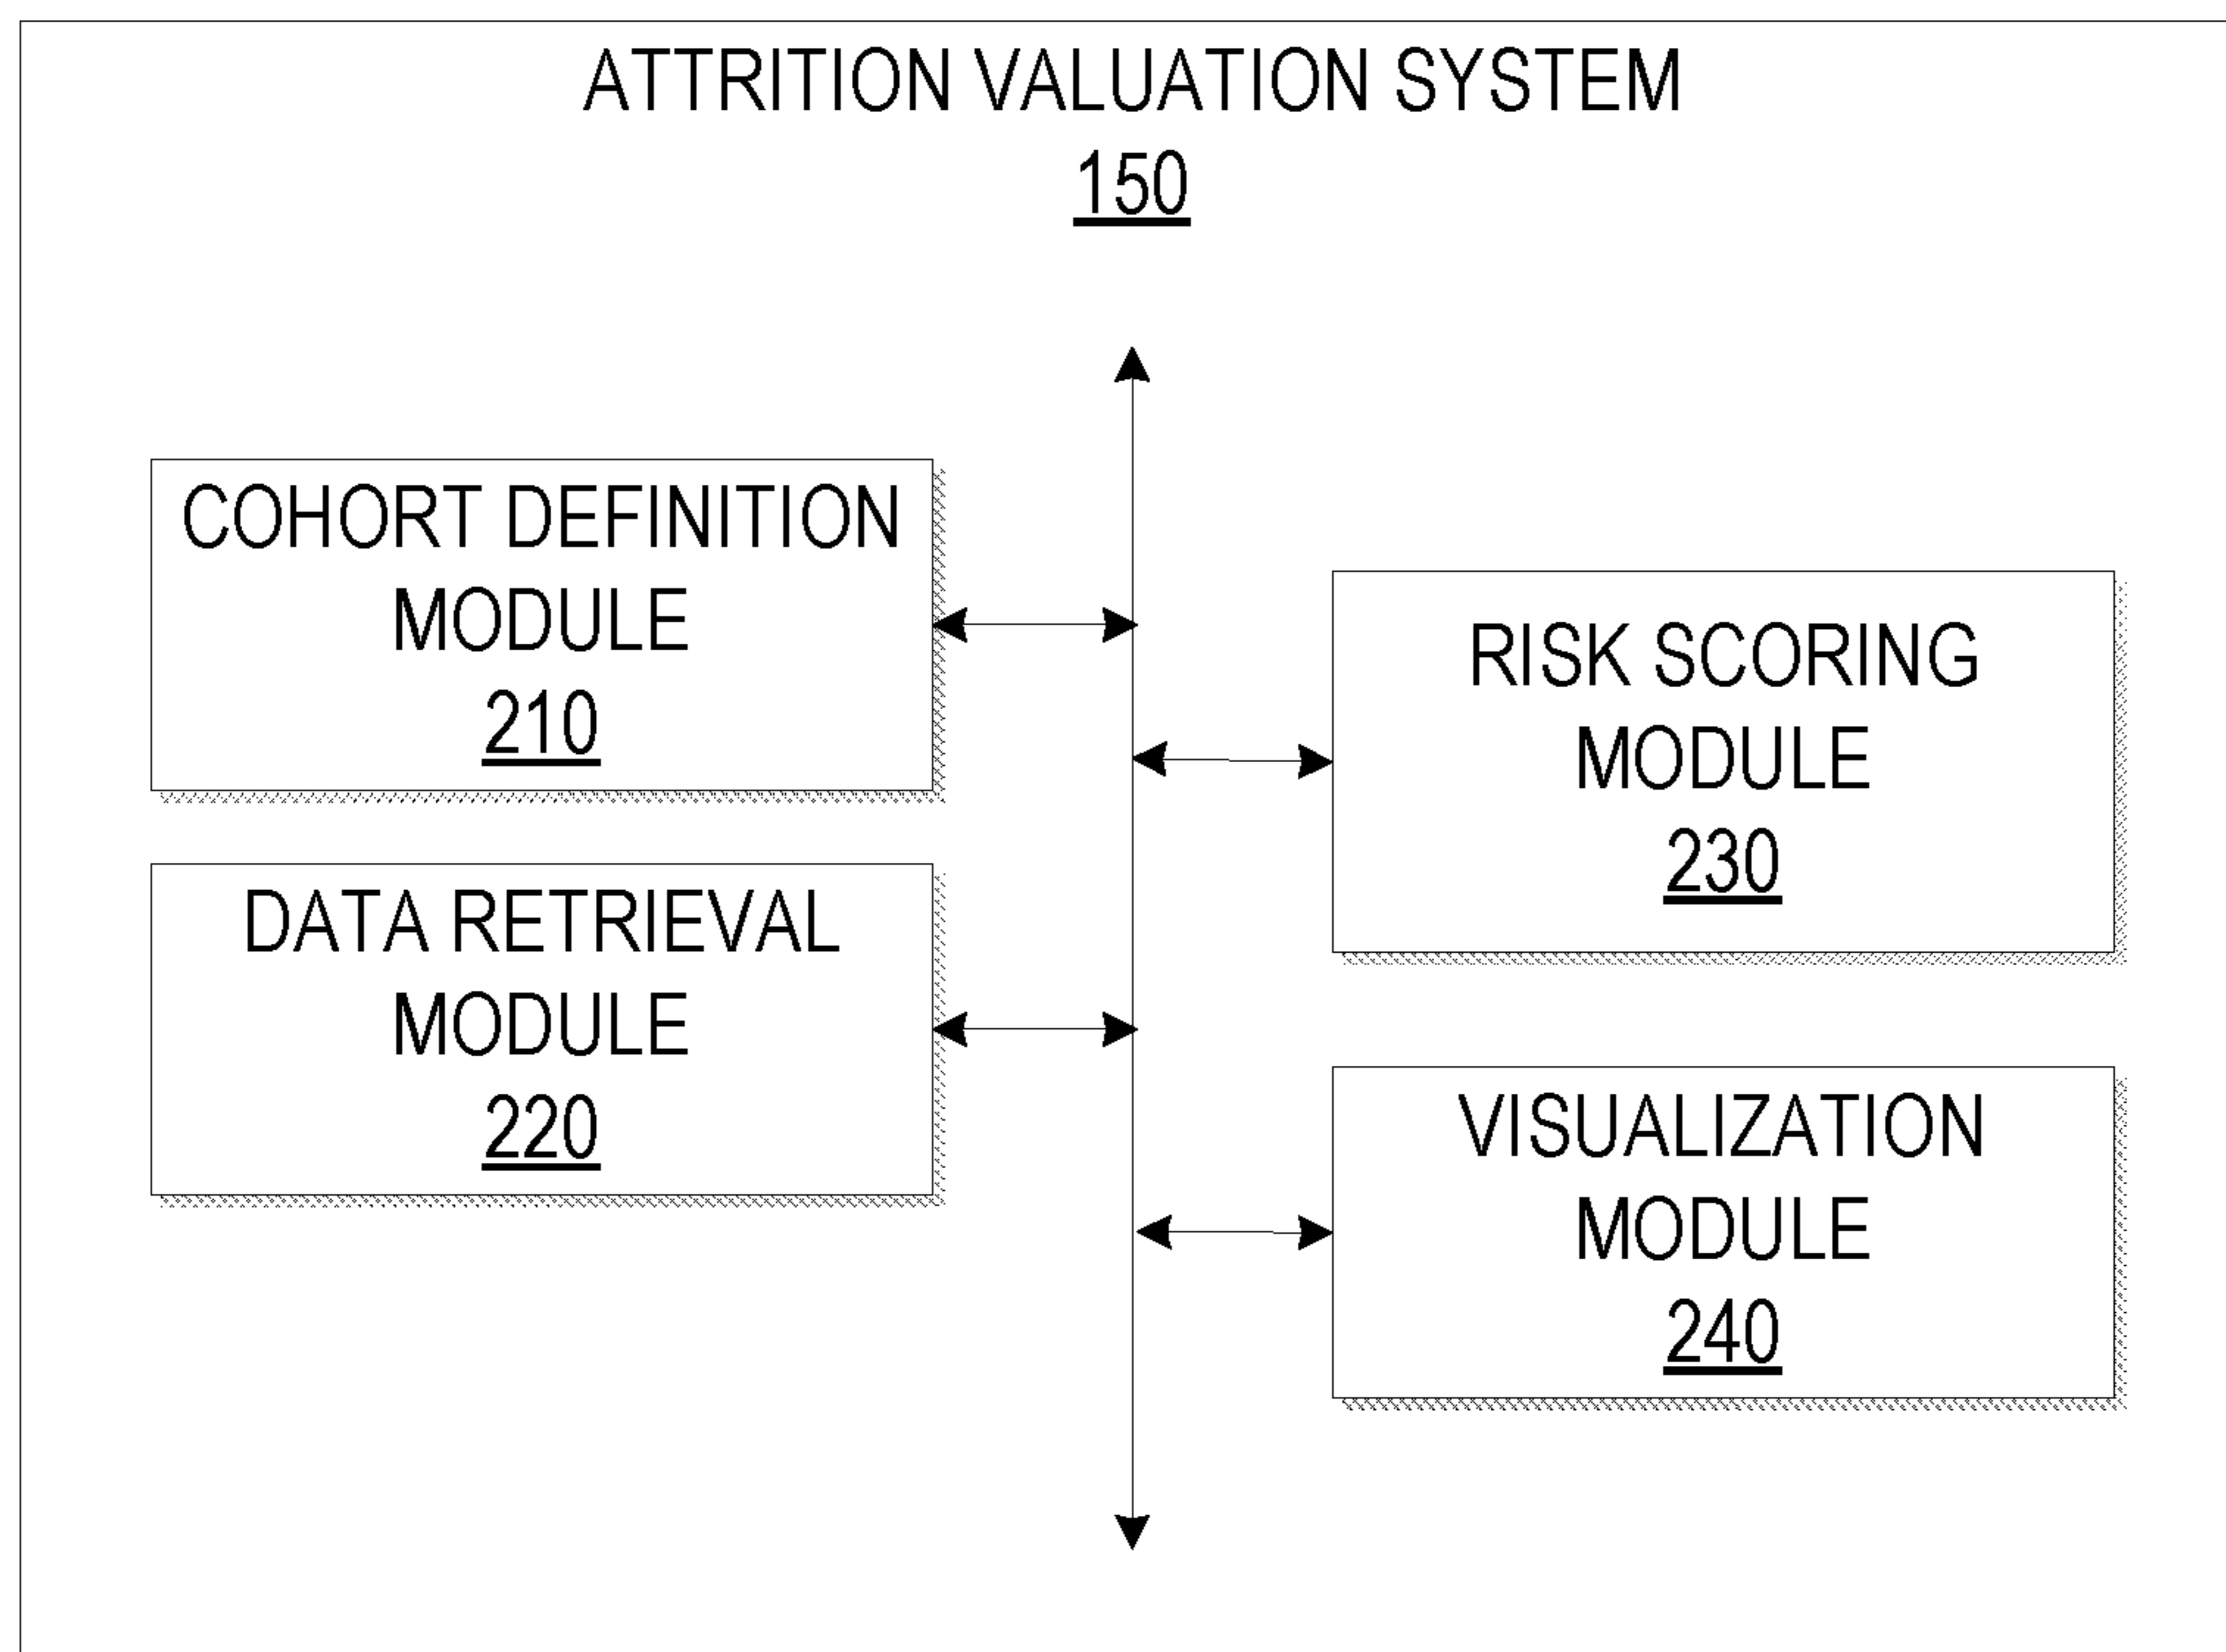 ATTRITION VALUATION SYSTEM
150
COHORT DEFINITION
MODULE
210
DATA RETRIEVAL
MODULE
220
RISK SCORING
MODULE
230
VISUALIZATION
MODULE
240